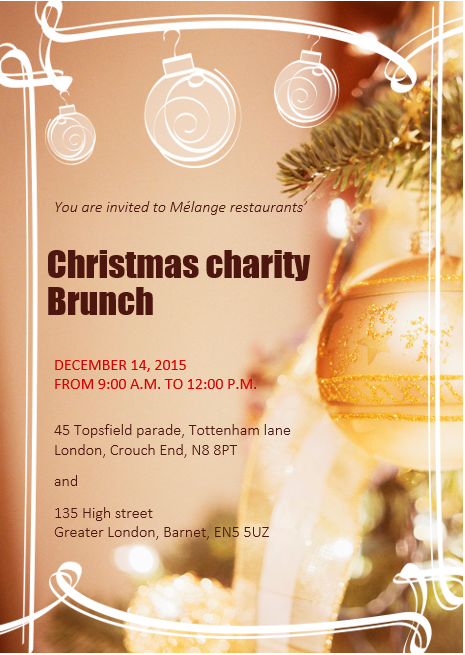 You are invited to Mélange restaurants’
Christmas charity
Brunch
DECEMBER 14, 2015
FROM 9:00 A.M. TO 12:00 P.M.
45 Topsfield parade, Tottenham lane
London, Crouch End, N8 8PT
and
135 High street
Greater London, Barnet, EN5 5UZ